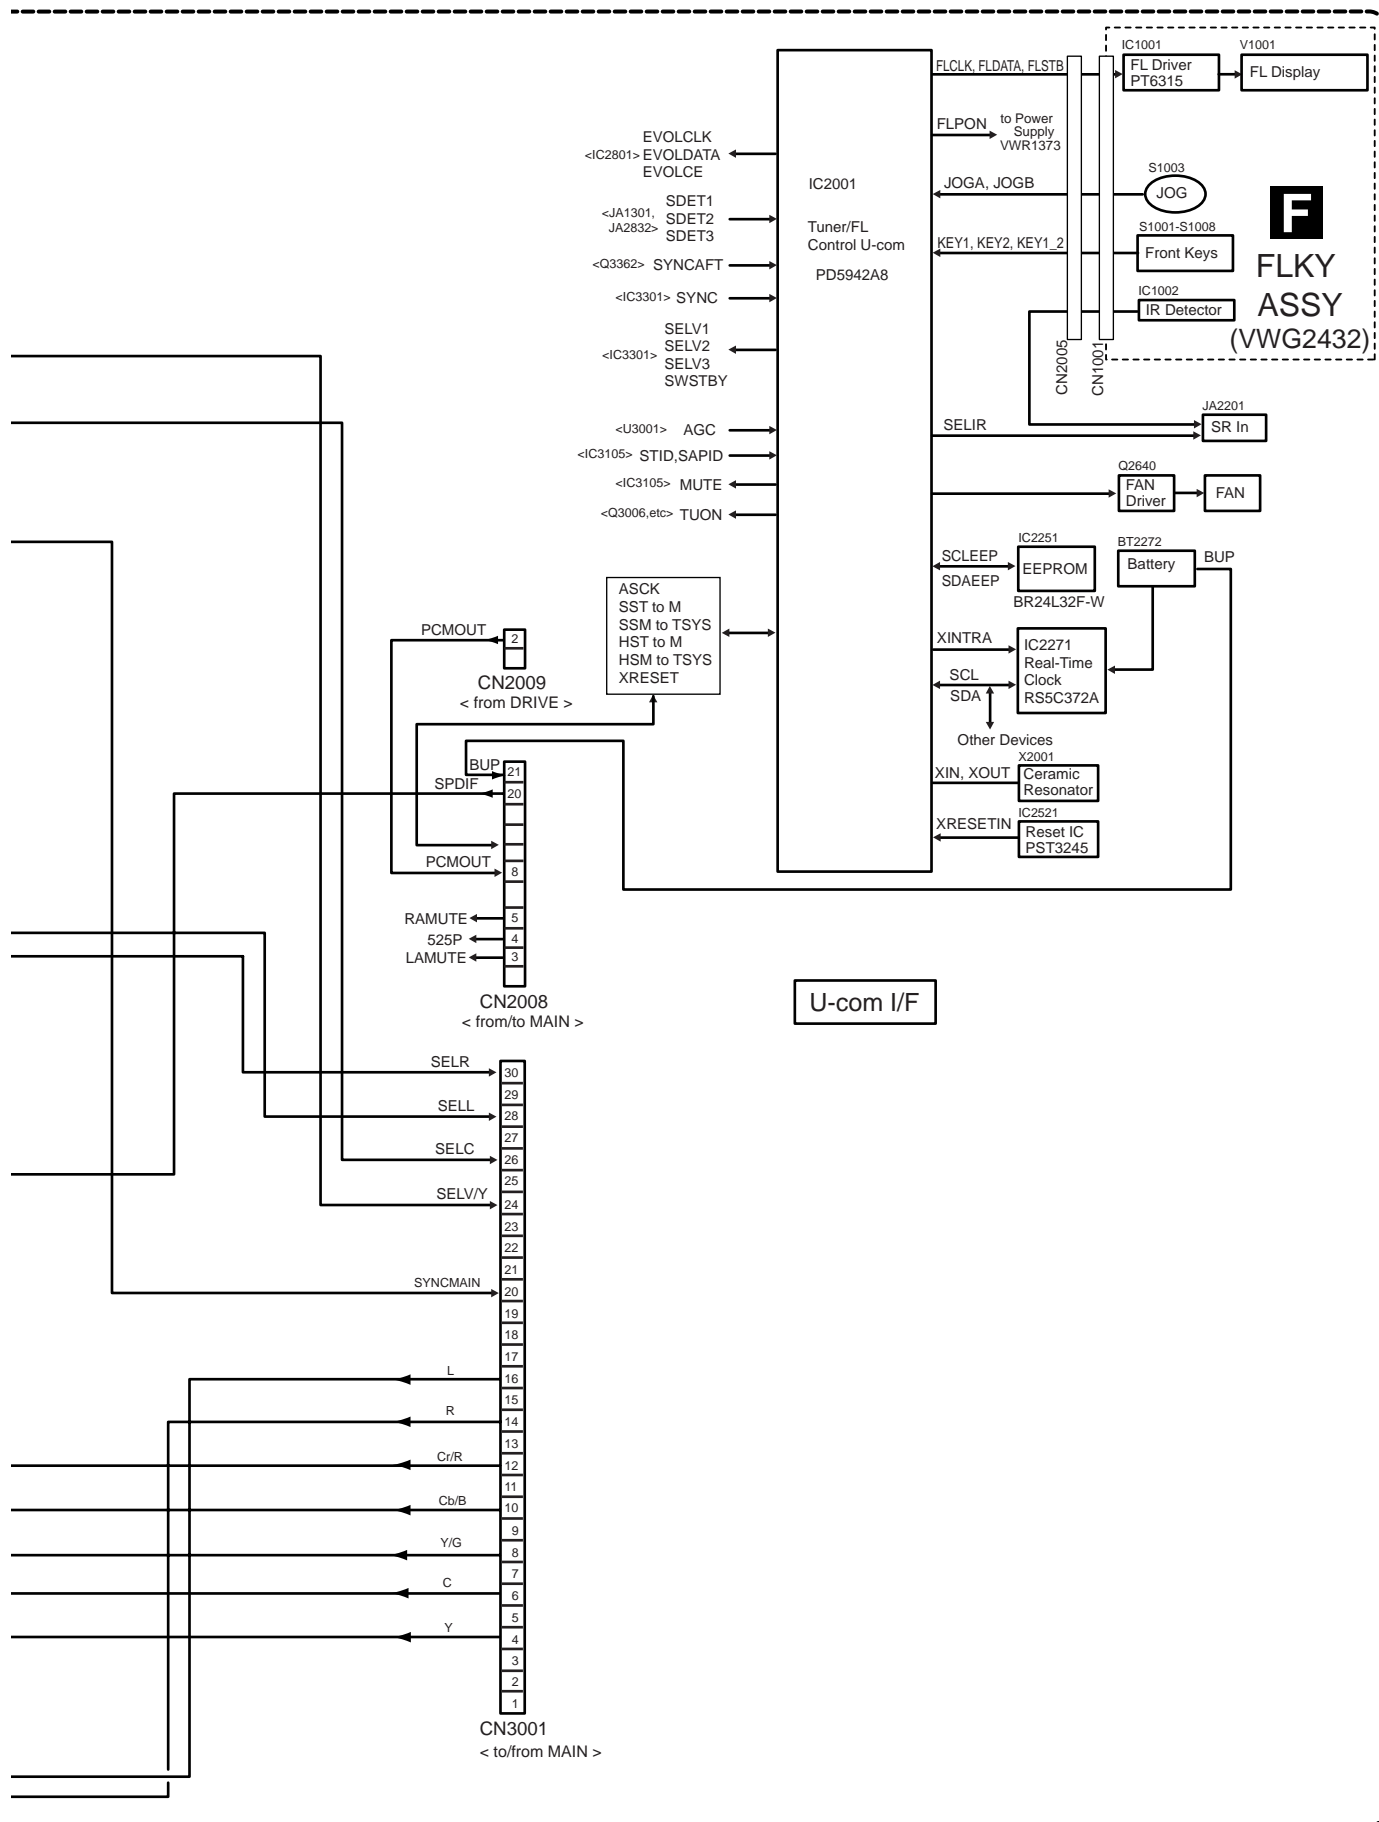 IC1001
V1001
FLCLK, FLDATA, FLSTB
FL Driver
PT6315
FL Display
FLPON
to Power
Supply
VWR1373
EVOLCLK
<IC2801> EVOLDATA
EVOLCE
IC2001
Tuner/FL
Control U-com
PD5942A8
JOGA, JOGB
S1003
JOG
SDET1
<JA1301, SDET2
JA2832> SDET3
S1001-S1008
KEY1, KEY2, KEY1_2
Front Keys
F
FLKY
ASSY
(VWG2432)
<Q3362> SYNCAFT
IC1002
IR Detector
<IC3301> SYNC
SELV1
SELV2
<IC3301> SELV3
SWSTBY
CN2005
CN1001
JA2201
SR In
SELIR
<U3001> AGC
<IC3105> STID,SAPID
<IC3105> MUTE
<Q3006,etc> TUON
Q2640
FAN
Driver
FAN
SCLEEP
SDAEEP
IC2251
EEPROM
BR24L32F-W
BT2272
Battery
BUP
ASCK
SST to M
SSM to TSYS
HST to M
HSM to TSYS
XRESET
PCMOUT
2
CN2009
< from DRIVE >
XINTRA
SCL
SDA
IC2271
Real-Time
Clock
RS5C372A
Other Devices
X2001
XIN, XOUT
Ceramic
Resonator
IC2521
XRESETIN
Reset IC
PST3245
BUP
21
SPDIF
20
PCMOUT
8
RAMUTE
5
525P
4
LAMUTE
3
CN2008
< from/to MAIN >
U-com I/F
SELR
30
29
SELL
28
27
SELC
26
25
SELV/Y
24
23
22
21
SYNCMAIN
20
19
18
17
L
16
15
R
14
13
Cr/R
12
11
Cb/B
10
9
Y/G
8
7
C
6
5
Y
4
3
2
1
CN3001
< to/from MAIN >